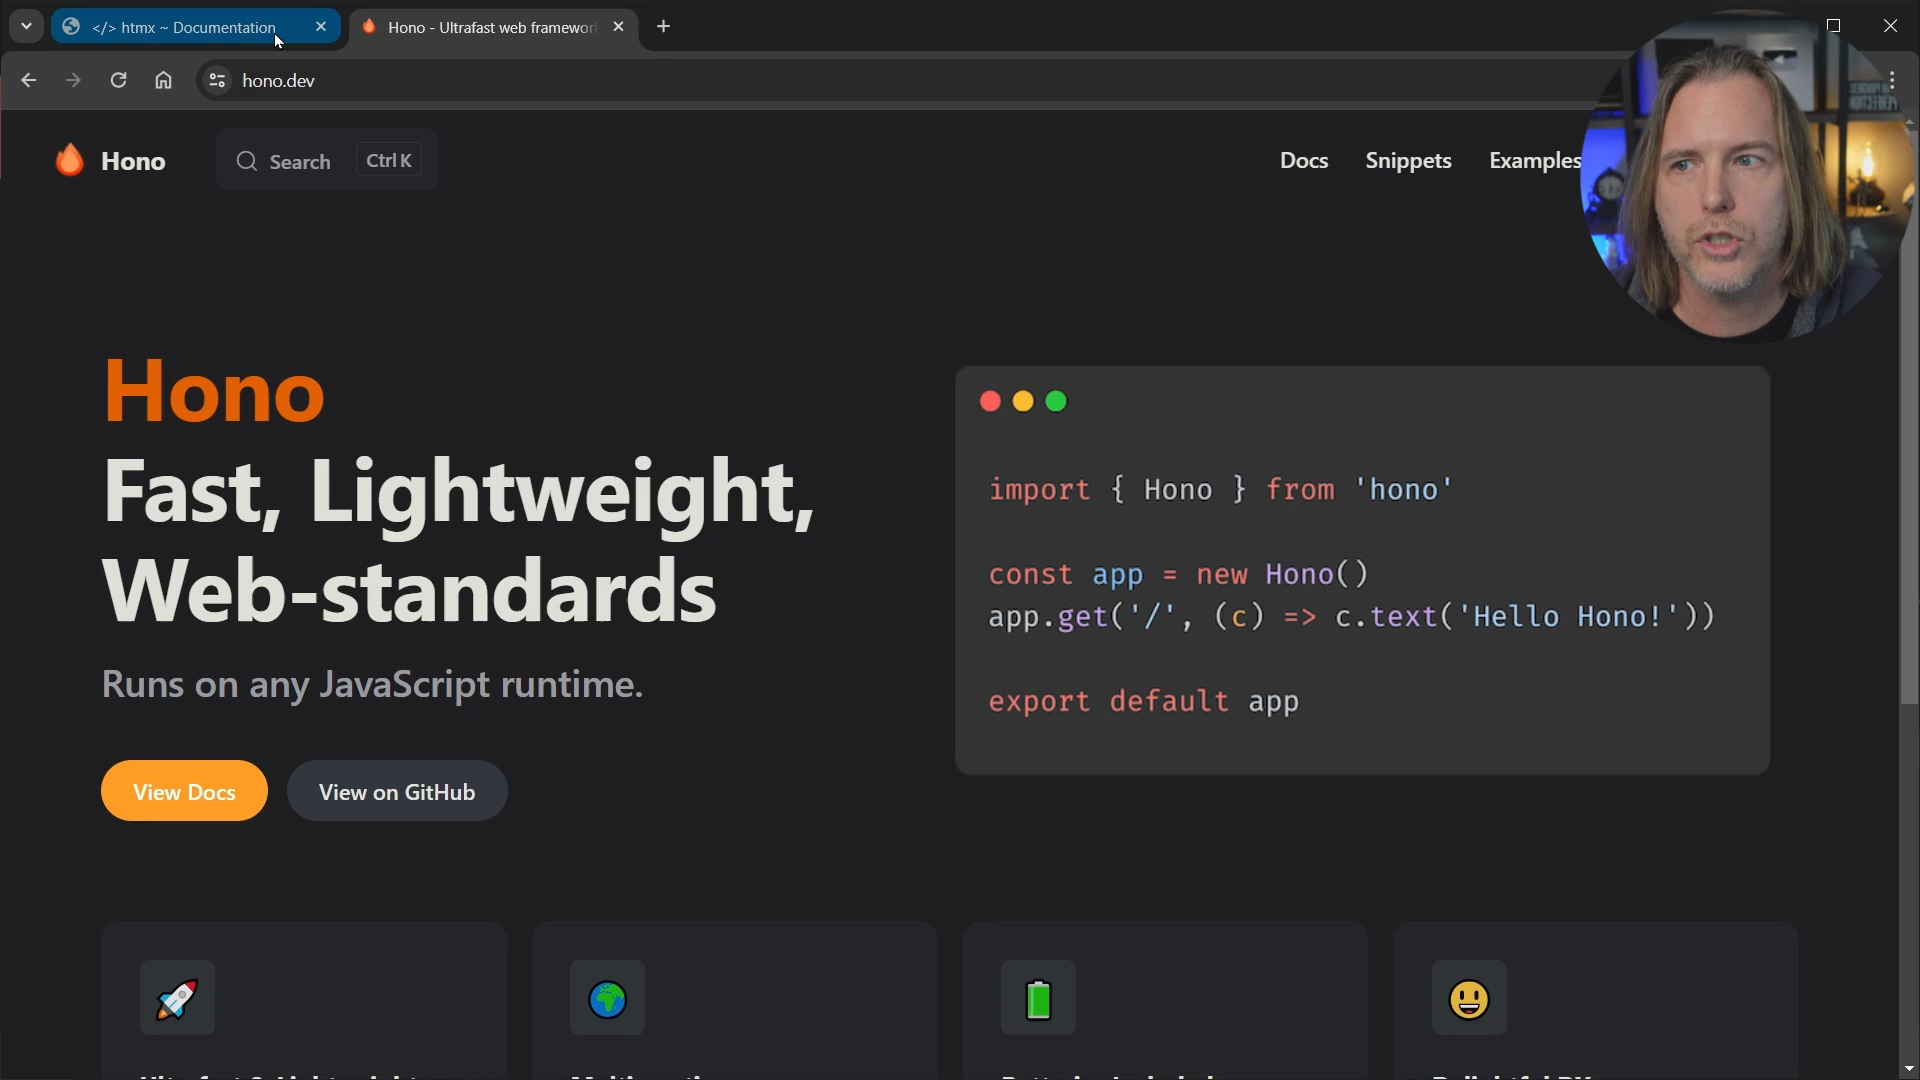 </> htmx ~ Documentation
Hono - Ultrafast web framewor
hono.dev
Hono
Search
Ctrl K
Docs
Snippets
Examples
Hono
Fast, Lightweight,
Web-standards
Runs on any JavaScript runtime.
View Docs
View on GitHub
import { Hono } from 'hono'
const app = new Hono()
app.get('/', (c) => c.text('Hello Hono!'))
export default app